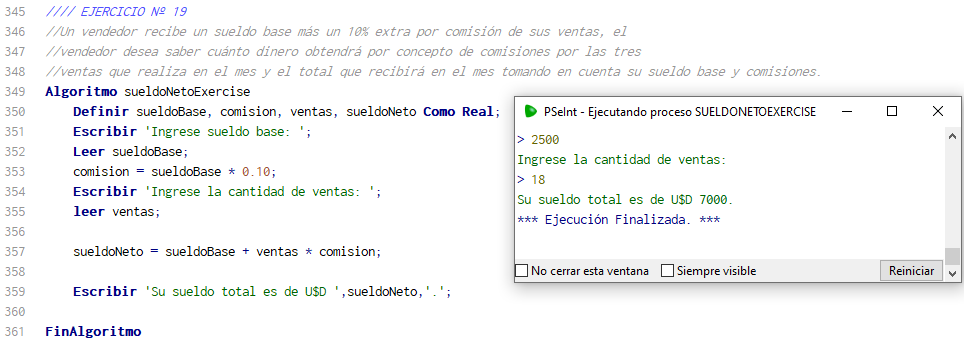 345 //// EJERCICIO Nº 19
346 //Un vendedor recibe un sueldo base más un 10% extra por comisión de sus ventas, el
347 //vendedor desea saber cuánto dinero obtendrá por concepto de comisiones por las tres
348 //ventas que realiza en el mes y el total que recibirá en el mes tomando en cuenta su sueldo base y comisiones.
349 Algoritmo sueldoNetoExercise
350 Definir sueldoBase, comision, ventas, sueldoNeto Como Real;
351 Escribir 'Ingrese sueldo base: ';
352 Leer sueldoBase;
353 comision = sueldoBase * 0.10;
354 Escribir 'Ingrese la cantidad de ventas: ';
355 leer ventas;
356
357 sueldoNeto = sueldoBase + ventas * comision;
358
359 Escribir 'Su sueldo total es de U$D ',sueldoNeto,'.';
360
361 FinAlgoritmo
PSeInt - Ejecutando proceso SUELDONETOEXERCISE
> 2500
Ingrese la cantidad de ventas:
> 18
Su sueldo total es de U$D 7000.
*** Ejecución Finalizada. ***
No cerrar esta ventana Siempre visible Reiniciar